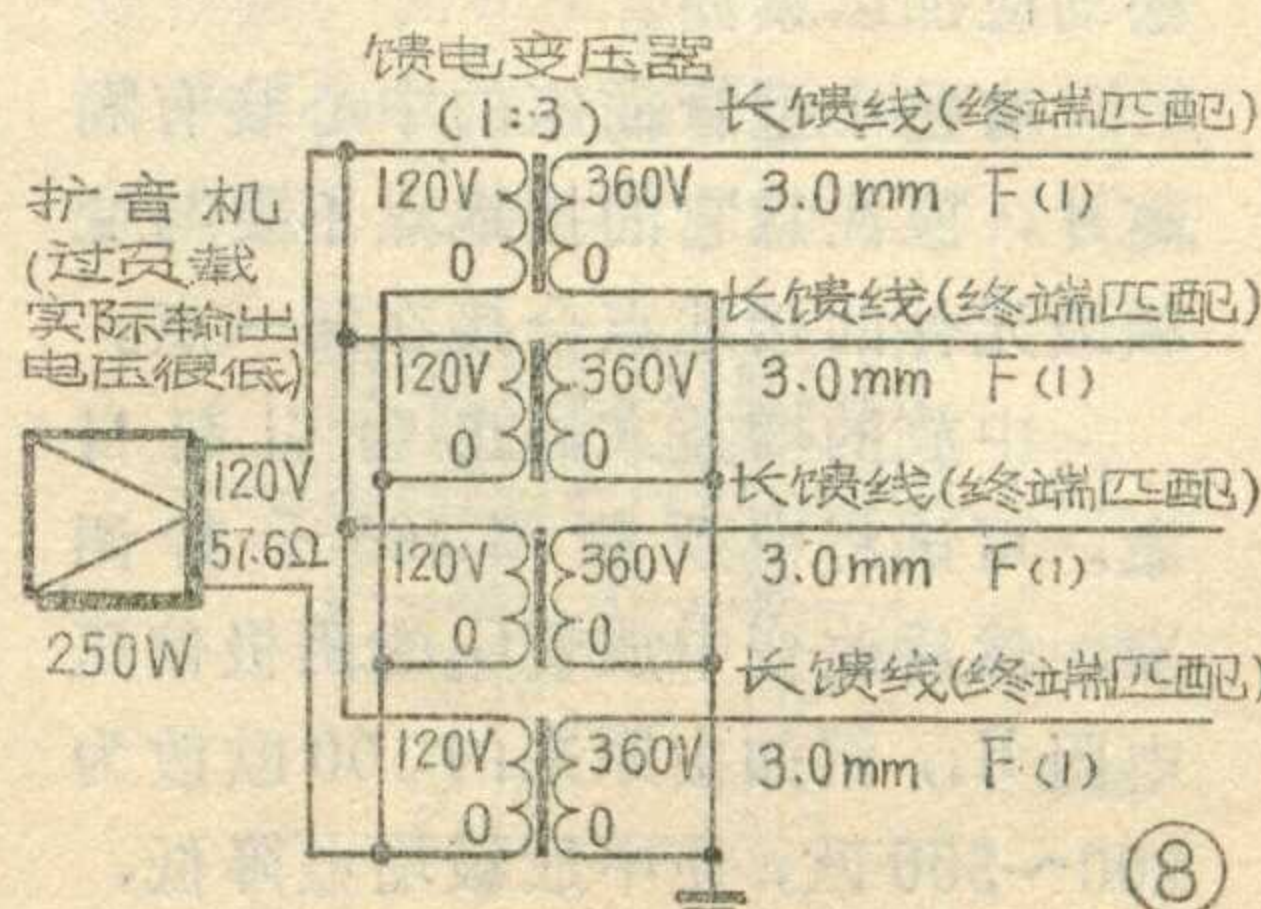 馈电变压器
(1:3)
扩音机
(过负载
实际输出
电压很低)
120V
57.6Ω
250W
长馈线(终端匹配)
120V 360V 3.0mm F(1)
0 0
长馈线(终端匹配)
120V 360V 3.0mm F(1)
0 0
长馈线(终端匹配)
120V 360V 3.0mm F(1)
0 0
长馈线(终端匹配)
120V 360V 3.0mm F(1)
0 0
⑧